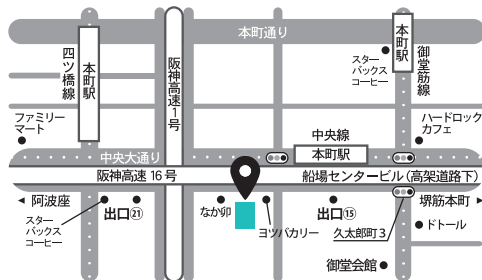 本町通り
四ツ橋線
本町駅
阪神高速1号
本町駅
御堂筋線
スター
バックス
コーヒー
ファミリー
マート
ハードロック
カフェ
中央線
本町駅
中央大通り
阪神高速16号
船場センタービル(高架道路下)
阿波座
堺筋本町
スター
バックス
コーヒー
出口㉑
なか卯
ヨツバカリー
出口⑮
久太郎町3
ドトール
御堂会館